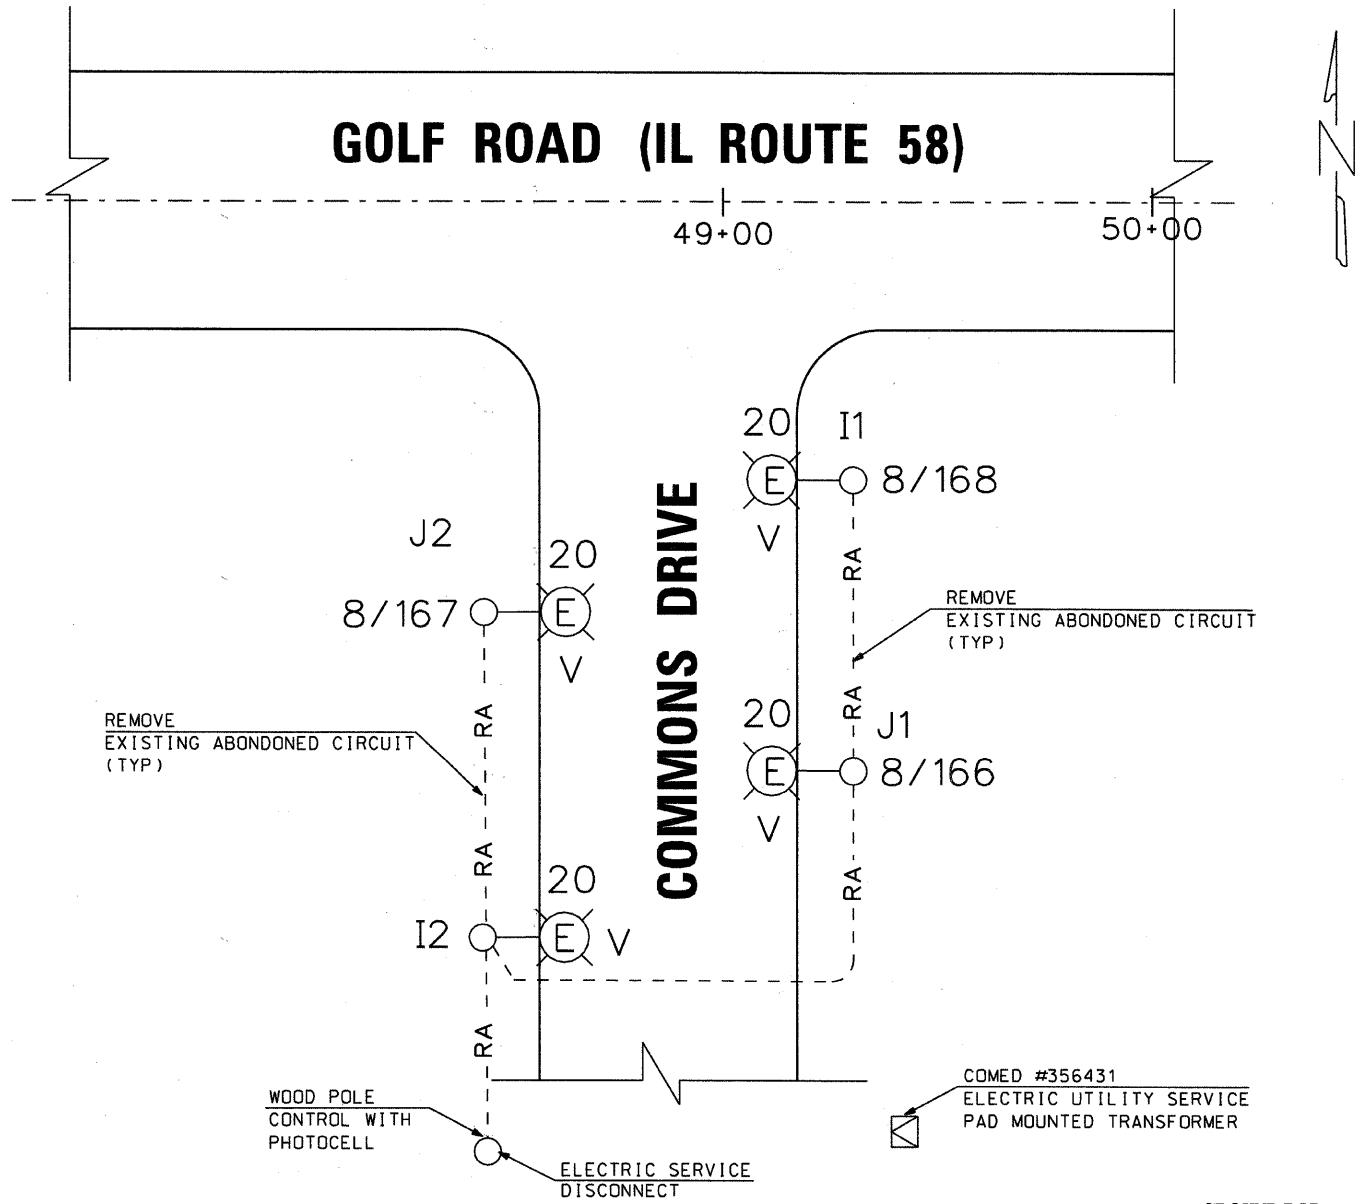 GOLF ROAD (IL ROUTE 58)
N
49+00
50+00
20
I1
E
8/168
V
J2
20
8/167
E
V
COMMONS DRIVE
RA
REMOVE
EXISTING ABONDONED CIRCUIT
(TYP)
RA
20
J1
E
8/166
V
REMOVE
EXISTING ABONDONED CIRCUIT
(TYP)
RA
RA
RA
20
I2
E
V
RA
WOOD POLE
CONTROL WITH
PHOTOCELL
ELECTRIC SERVICE
DISCONNECT
COMED #356431
ELECTRIC UTILITY SERVICE
PAD MOUNTED TRANSFORMER